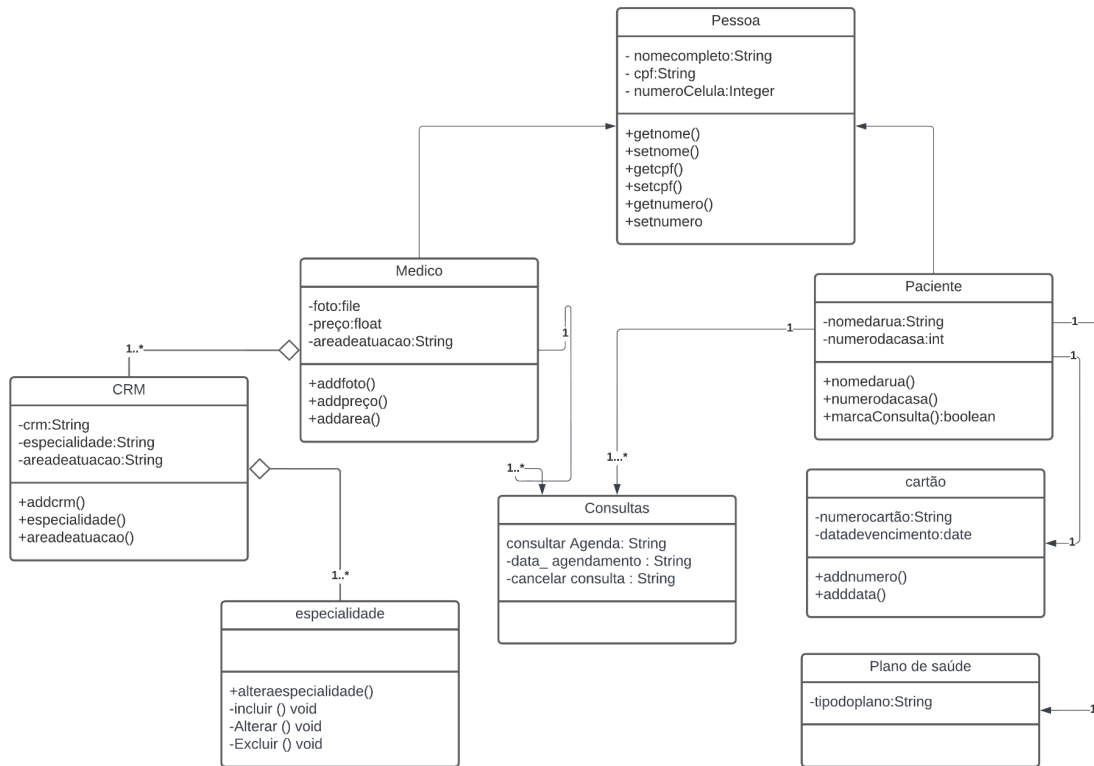 Pessoa
- nomecompleto:String
- cpf:String
- numeroCelula:Integer
+getnome()
+setnome()
+getcpf()
+setcpf()
+getnumero()
+setnumero
Medico
-foto:file
-preço:float
-areadeatuacao:String
+addfoto()
+addpreço()
+addarea()
1
1..*
Paciente
-nomedarua:String
-numerodacasa:int
+nomedarua()
+numerodacasa()
+marcaConsulta():boolean
1
1
1
1..*
CRM
-crm:String
-especialidade:String
-areadeatuacao:String
+addcrm()
+especialidade()
+areadeatuacao()
1..*
1...*
Consultas
consultar Agenda: String
-data_ agendamento : String
-cancelar consulta : String
cartão
-numerocartão:String
-datadevencimento:date
+addnumero()
+adddata()
1
especialidade
+alteraespecialidade()
-incluir () void
-Alterar () void
-Excluir () void
Plano de saúde
-tipodoplano:String
1